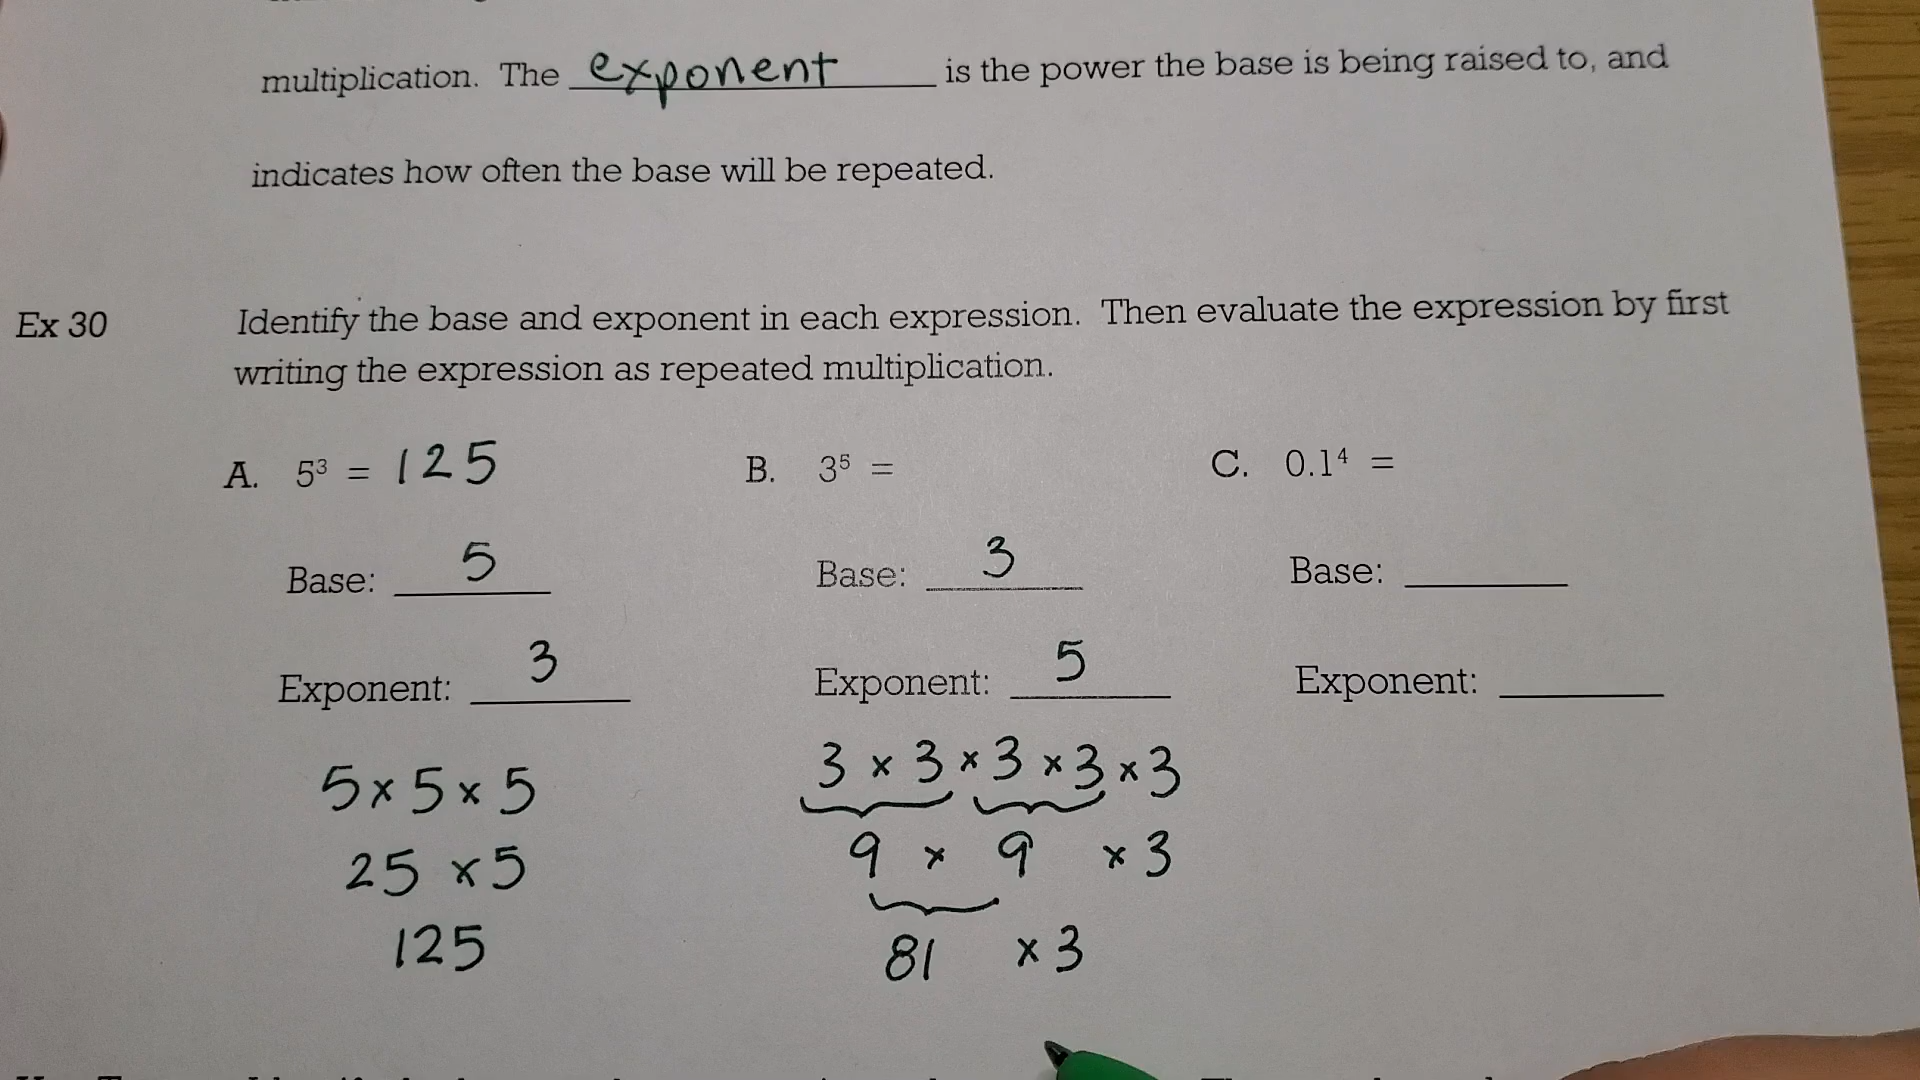 multiplication. The exponent is the power the base is being raised to, and
indicates how often the base will be repeated.
Ex 30 Identify the base and exponent in each expression. Then evaluate the expression by first
writing the expression as repeated multiplication.
A. 5³ = 125 B. 3⁵ = C. 0.1⁴ =
Base: 5 Base: 3 Base: ____
Exponent: 3 Exponent: 5 Exponent: ____
5 × 5 × 5 3 × 3 × 3 × 3 × 3
25 × 5 9 × 9 × 3
125 81 × 3